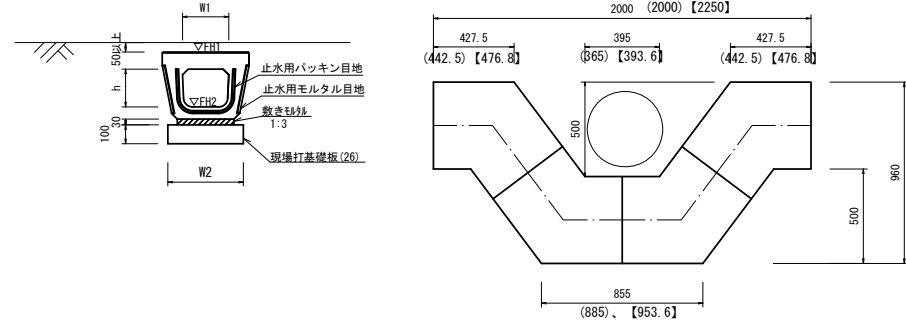 W1
50以上
▽FH1
h
▽FH2
30
100
W2
止水用パッキン目地
止水用モルタル目地
敷きモルタル
1:3
現場打基礎板(26)
2000 (2000)【2250】
427.5
(442.5)【476.8】
395
(365)【393.6】
427.5
(442.5)【476.8】
500
500
960
855
(885)、【953.6】